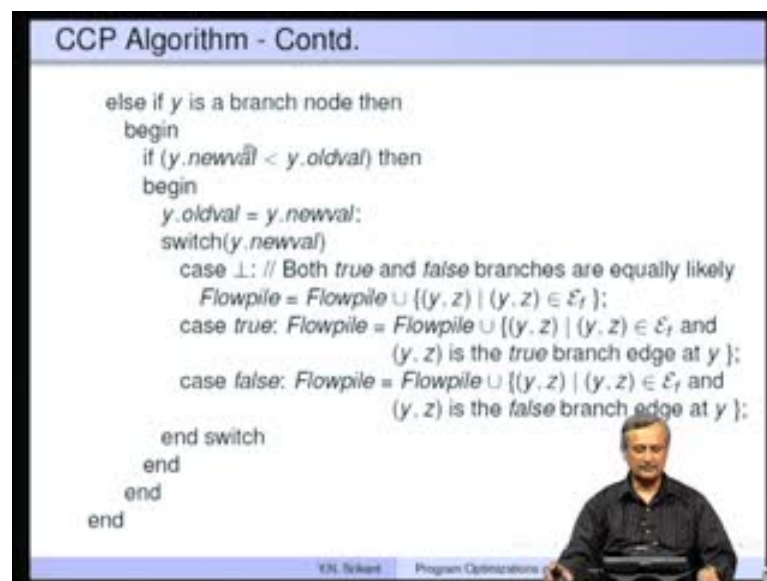 CCP Algorithm - Contd.
else if y is a branch node then
begin
if (y.newval < y.oldval) then
begin
y.oldval = y.newval;
switch(y.newval)
case ⊥: // Both true and false branches are equally likely
Flowpile = Flowpile ∪ {(y, z) | (y, z) ∈ ℰf };
case true: Flowpile = Flowpile ∪ {(y, z) | (y, z) ∈ ℰf and
(y, z) is the true branch edge at y };
case false: Flowpile = Flowpile ∪ {(y, z) | (y, z) ∈ ℰf and
(y, z) is the false branch edge at y };
end switch
end
end
end
Y.N. Srikant Program Optimizations